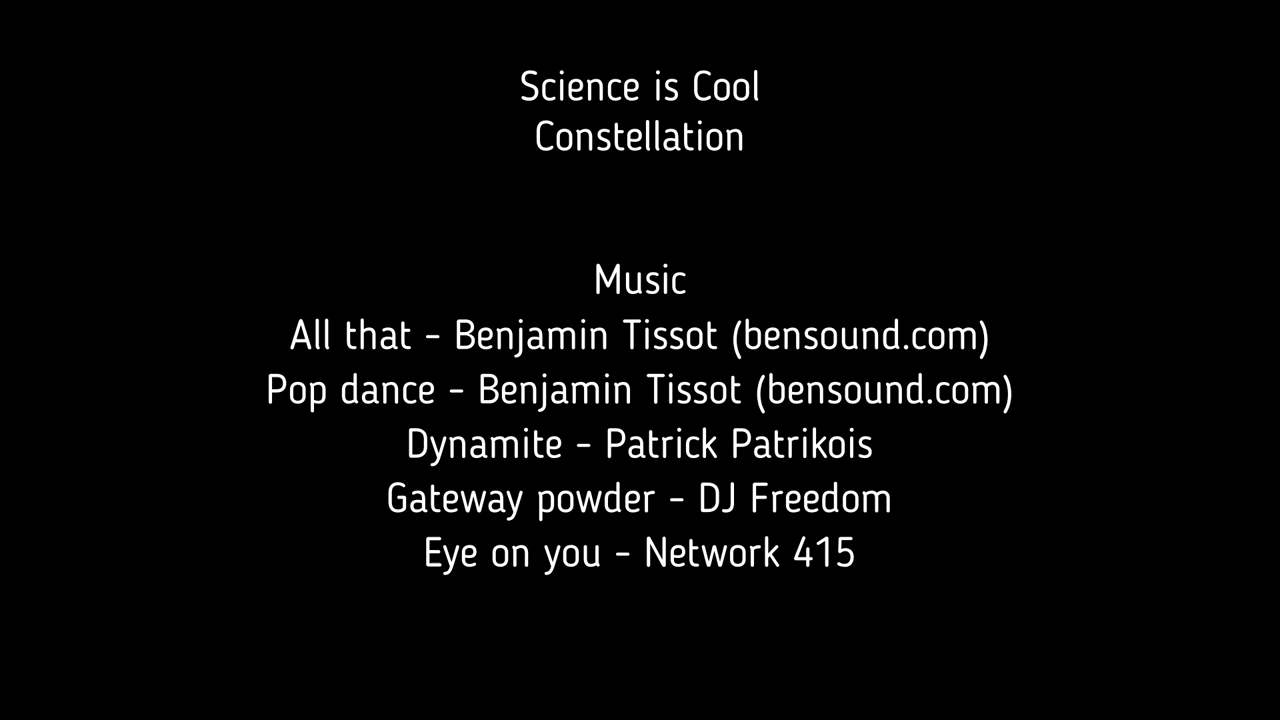 Science is Cool
Constellation
Music
All that - Benjamin Tissot (bensound.com)
Pop dance - Benjamin Tissot (bensound.com)
Dynamite - Patrick Patrikois
Gateway powder - DJ Freedom
Eye on you - Network 415